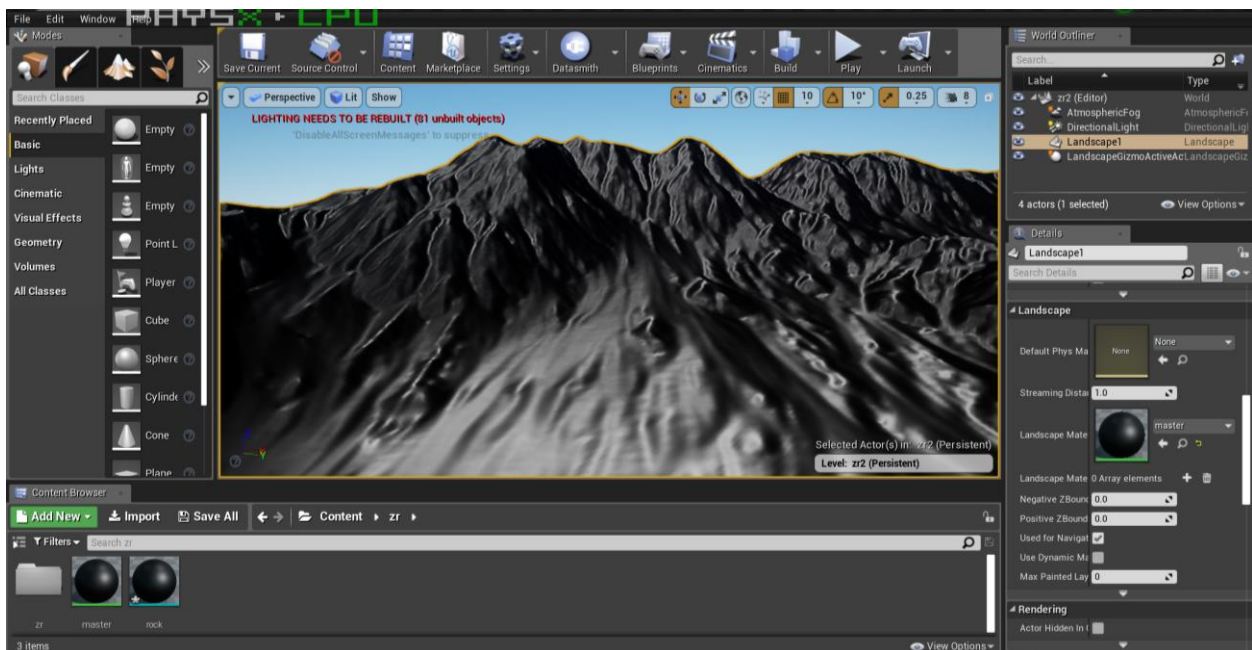 PHYSX ▸ CPU
File Edit Window Help
Modes
Search Classes
Recently Placed
Basic
Lights
Cinematic
Visual Effects
Geometry
Volumes
All Classes
Empty
Empty
Empty
Point L
Player
Cube
Sphere
Cylinde
Cone
Plane
Save Current Source Control Content Marketplace Settings Datasmith Blueprints Cinematics Build Play Launch
Perspective Lit Show 10 10° 0.25 8
LIGHTING NEEDS TO BE REBUILT (81 unbuilt objects)
'DisableAllScreenMessages' to suppress
Selected Actor(s) in: zr2 (Persistent)
Level: zr2 (Persistent)
World Outliner
Search...
Label Type
zr2 (Editor) World
AtmosphericFog AtmosphericF
DirectionalLight DirectionalLig
Landscape1 Landscape
LandscapeGizmoActiveAc LandscapeGiz
4 actors (1 selected) View Options
Details
Landscape1
Search Details
Landscape
Default Phys Ma None None
Streaming Distan 1.0
Landscape Mate master
Landscape Mate 0 Array elements
Negative ZBound 0.0
Positive ZBound 0.0
Used for Navigat
Use Dynamic Ma
Max Painted Lay 0
Rendering
Actor Hidden In
Content Browser
Add New Import Save All Content zr
Filters Search zr
zr master rock
3 items View Options